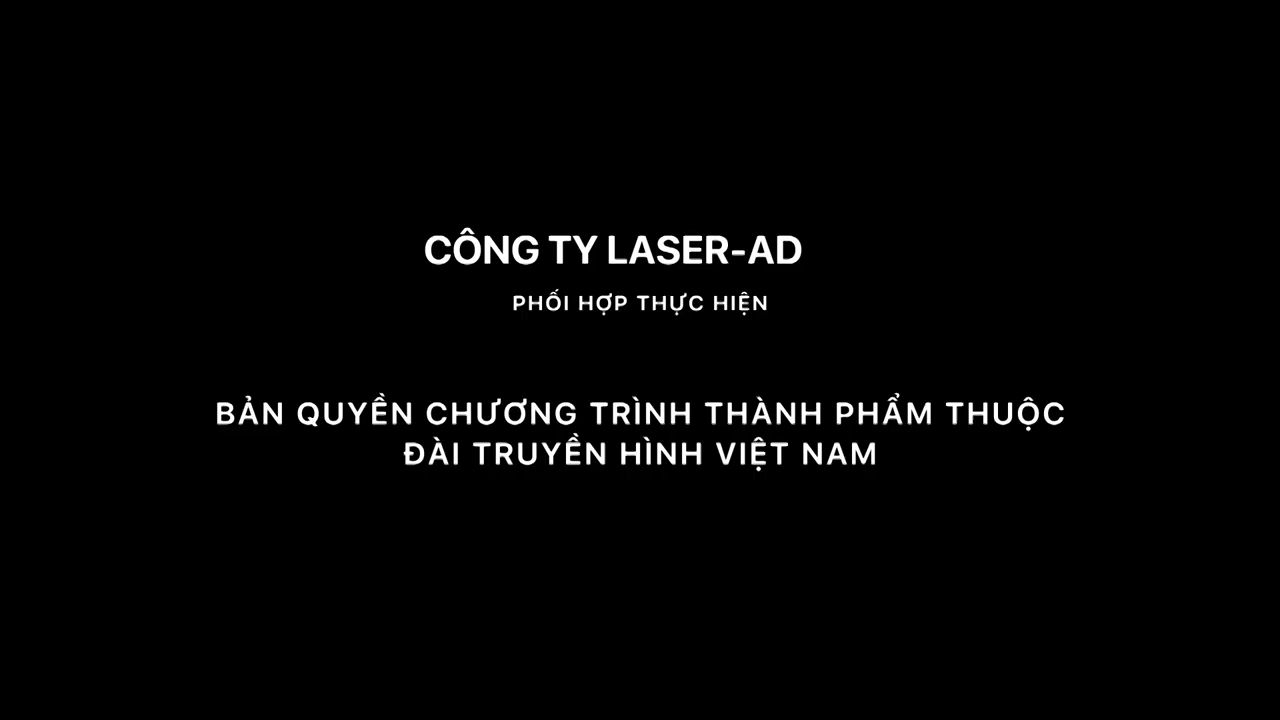 CÔNG TY LASER-AD
PHỐI HỢP THỰC HIỆN
BẢN QUYỀN CHƯƠNG TRÌNH THÀNH PHẨM THUỘC
ĐÀI TRUYỀN HÌNH VIỆT NAM